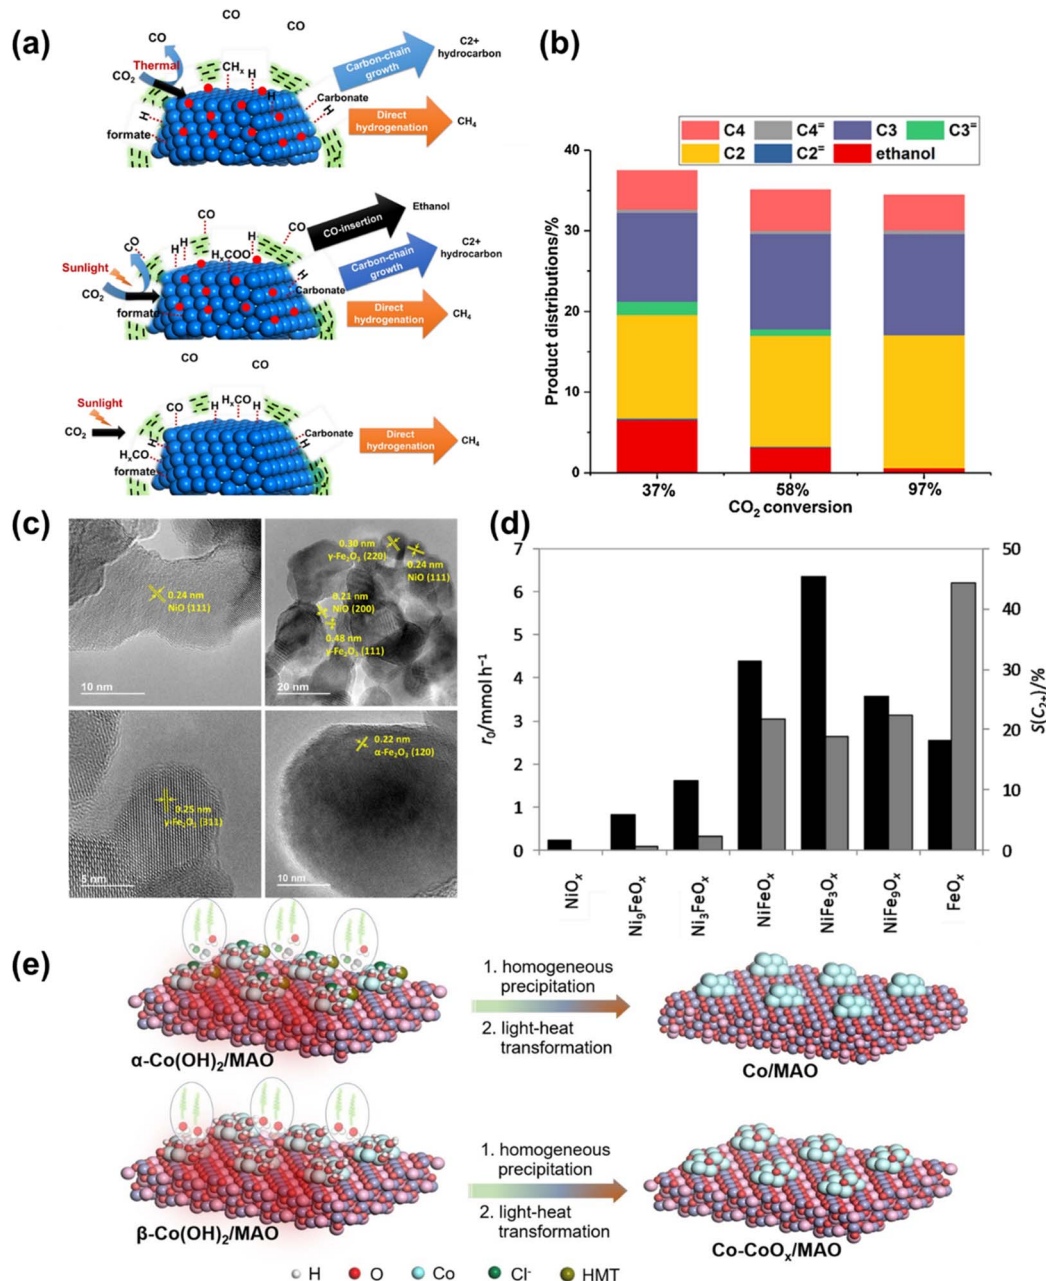 (a)
CO
CO
CO
Thermal
CO₂
CHₓ
H
H
H
Carbonate
H
formate
Carbon-chain
growth
C2+
hydrocarbon
Direct
hydrogenation
CH₄
CO
CO
CO
H
H
H
HₓCOO
H
Sunlight
CO₂
formate
Carbonate
CO-insertion
Ethanol
Carbon-chain
growth
C2+
hydrocarbon
Direct
hydrogenation
CH₄
CO
CO
Sunlight
CO₂
CO
H
HₓCO
H
H
HₓCO
formate
Carbonate
H
Direct
hydrogenation
CH₄
(b)
C4 C4⁼ C3 C3⁼
C2 C2⁼ ethanol
Product distributions/%
40
30
20
10
0
37% 58% 97%
CO₂ conversion
(c)
0.24 nm
NiO (111)
10 nm
0.30 nm
γ-Fe₂O₃ (220)
0.24 nm
NiO (111)
0.21 nm
NiO (200)
0.48 nm
γ-Fe₂O₃ (111)
20 nm
0.25 nm
γ-Fe₂O₃ (311)
5 nm
0.22 nm
α-Fe₂O₃ (120)
10 nm
(d)
r₀/mmol h⁻¹
7
6
5
4
3
2
1
0
S(C₂₊)/%
50
40
30
20
10
0
NiOₓ
Ni₉FeOₓ
Ni₃FeOₓ
NiFeOₓ
NiFe₃Oₓ
NiFe₉Oₓ
FeOₓ
(e)
α-Co(OH)₂/MAO
1. homogeneous
precipitation
2. light-heat
transformation
Co/MAO
β-Co(OH)₂/MAO
1. homogeneous
precipitation
2. light-heat
transformation
Co-CoOₓ/MAO
H O Co Cl⁻ HMT